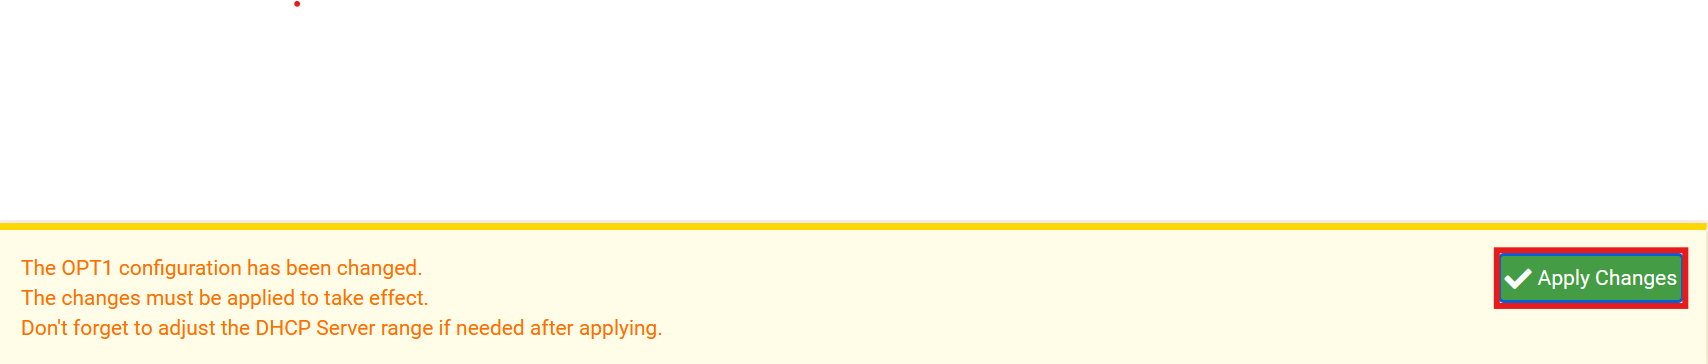 The OPT1 configuration has been changed.
The changes must be applied to take effect.
Don't forget to adjust the DHCP Server range if needed after applying.
Apply Changes